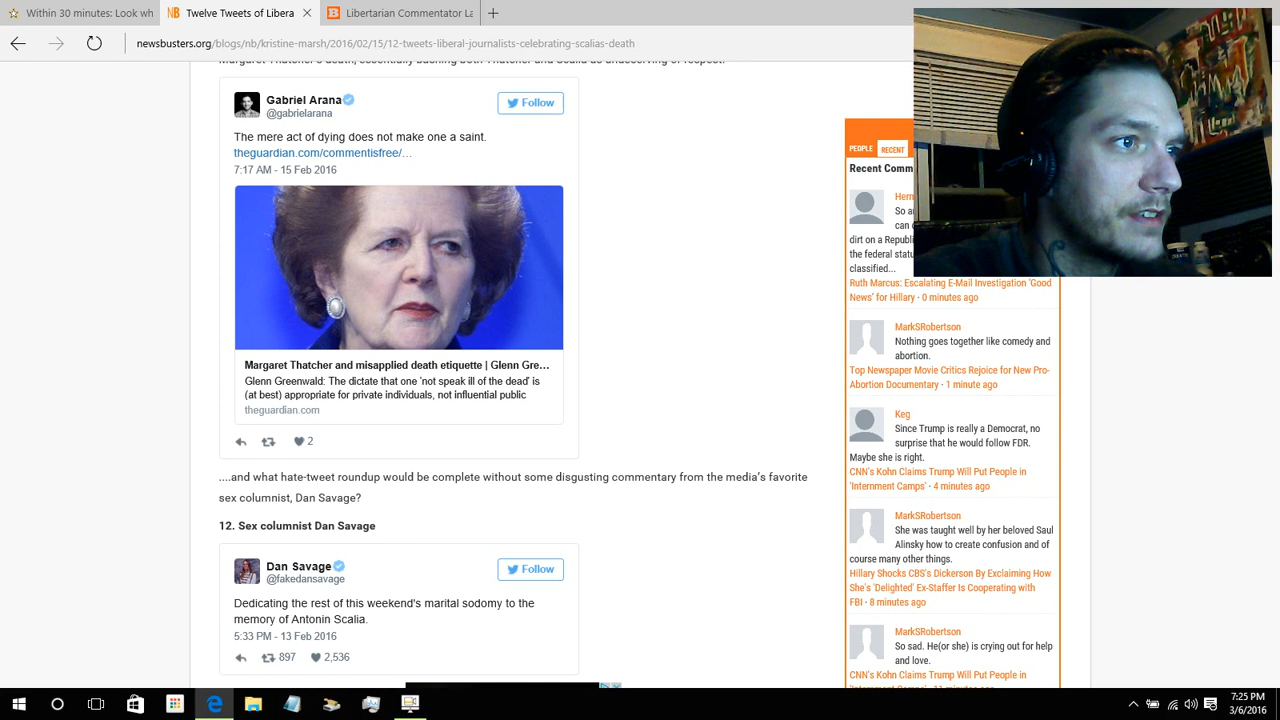 Within 30 minutes: Look wh
Twelve Tweets of Liber
12 American Commentator La
newsbusters.org/blogs/nb/kristine-marsh/2016/02/15/12-tweets-liberal-journalists-celebrating-scalias-death
Gabriel Arana
@gabrielarana
Follow
The mere act of dying does not make one a saint.
theguardian.com/commentisfree/...
7:17 AM - 15 Feb 2016
Margaret Thatcher and misapplied death etiquette | Glenn Gre...
Glenn Greenwald: The dictate that one 'not speak ill of the dead' is
(at best) appropriate for private individuals, not influential public
theguardian.com
2
....and what hate-tweet roundup would be complete without some disgusting commentary from the media's favorite
sex columnist, Dan Savage?
12. Sex columnist Dan Savage
Dan Savage
@fakedansavage
Follow
Dedicating the rest of this weekend's marital sodomy to the
memory of Antonin Scalia.
5:33 PM - 13 Feb 2016
897 2,536
PEOPLE RECENT
Recent Comm
Herm
So a
can
dirt on a Republi
the federal statu
classified...
Ruth Marcus: Escalating E-Mail Investigation 'Good
News' for Hillary · 0 minutes ago
MarkSRobertson
Nothing goes together like comedy and
abortion.
Top Newspaper Movie Critics Rejoice for New Pro-
Abortion Documentary · 1 minute ago
Keg
Since Trump is really a Democrat, no
surprise that he would follow FDR.
Maybe she is right.
CNN's Kohn Claims Trump Will Put People in
'Internment Camps' · 4 minutes ago
MarkSRobertson
She was taught well by her beloved Saul
Alinsky how to create confusion and of
course many other things.
Hillary Shocks CBS's Dickerson By Exclaiming How
She's 'Delighted' Ex-Staffer Is Cooperating with
FBI · 8 minutes ago
MarkSRobertson
So sad. He(or she) is crying out for help
and love.
CNN's Kohn Claims Trump Will Put People in
7:25 PM
3/6/2016